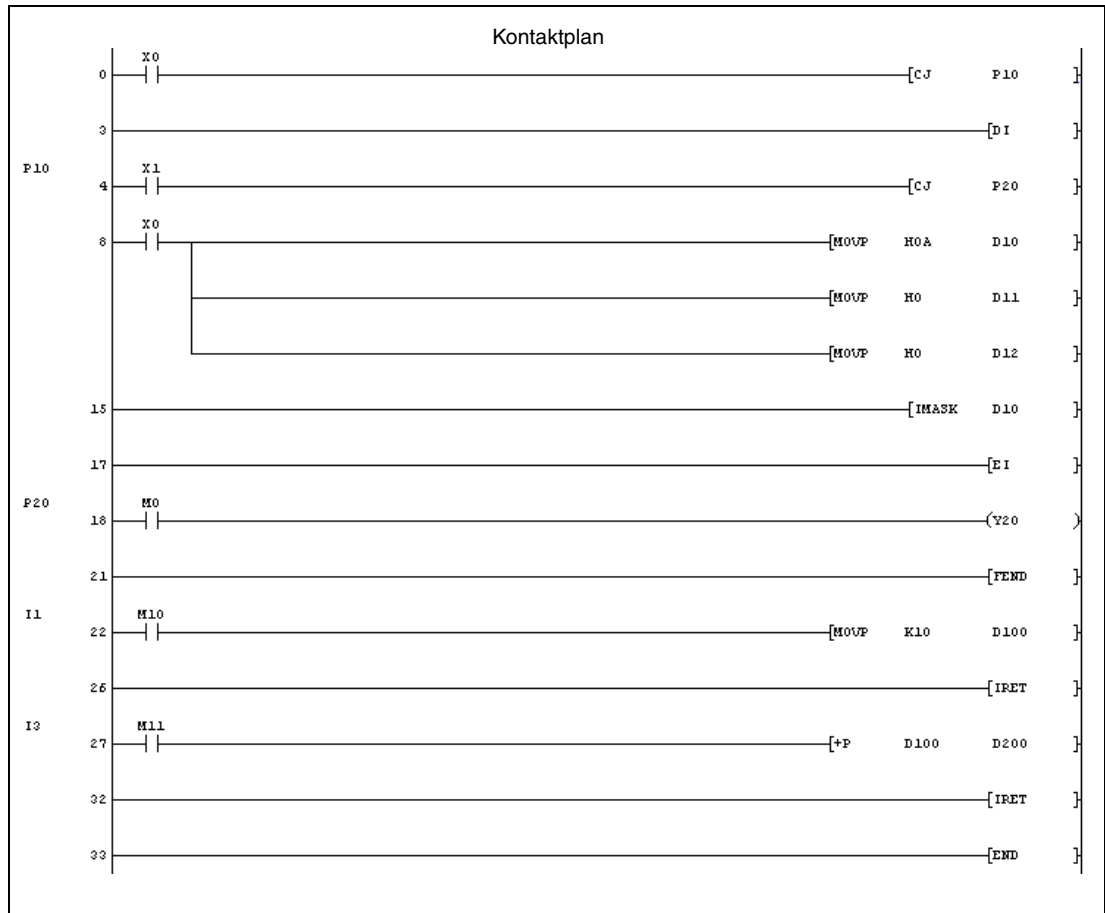 Kontaktplan
X0
0 [CJ P10 ]
3 [DI ]
P10 X1
4 [CJ P20 ]
X0
8 [MOVP H0A D10 ]
[MOVP H0 D11 ]
[MOVP H0 D12 ]
15 [IMASK D10 ]
17 [EI ]
P20 M0
18 (Y20 )
21 [FEND ]
I1 M10
22 [MOVP K10 D100 ]
26 [IRET ]
I3 M11
27 [+P D100 D200 ]
32 [IRET ]
33 [END ]